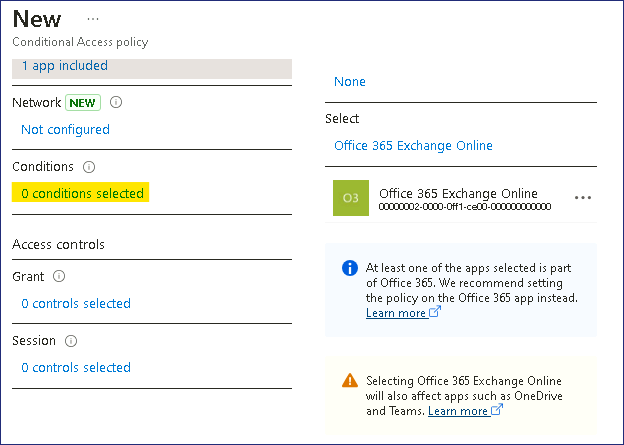 New ...
Conditional Access policy
1 app included
Network NEW
Not configured
Conditions
0 conditions selected
Access controls
Grant
0 controls selected
Session
0 controls selected
None
Select
Office 365 Exchange Online
O3
Office 365 Exchange Online
00000002-0000-0ff1-ce00-000000000000
At least one of the apps selected is part
of Office 365. We recommend setting
the policy on the Office 365 app instead.
Learn more
Selecting Office 365 Exchange Online
will also affect apps such as OneDrive
and Teams. Learn more